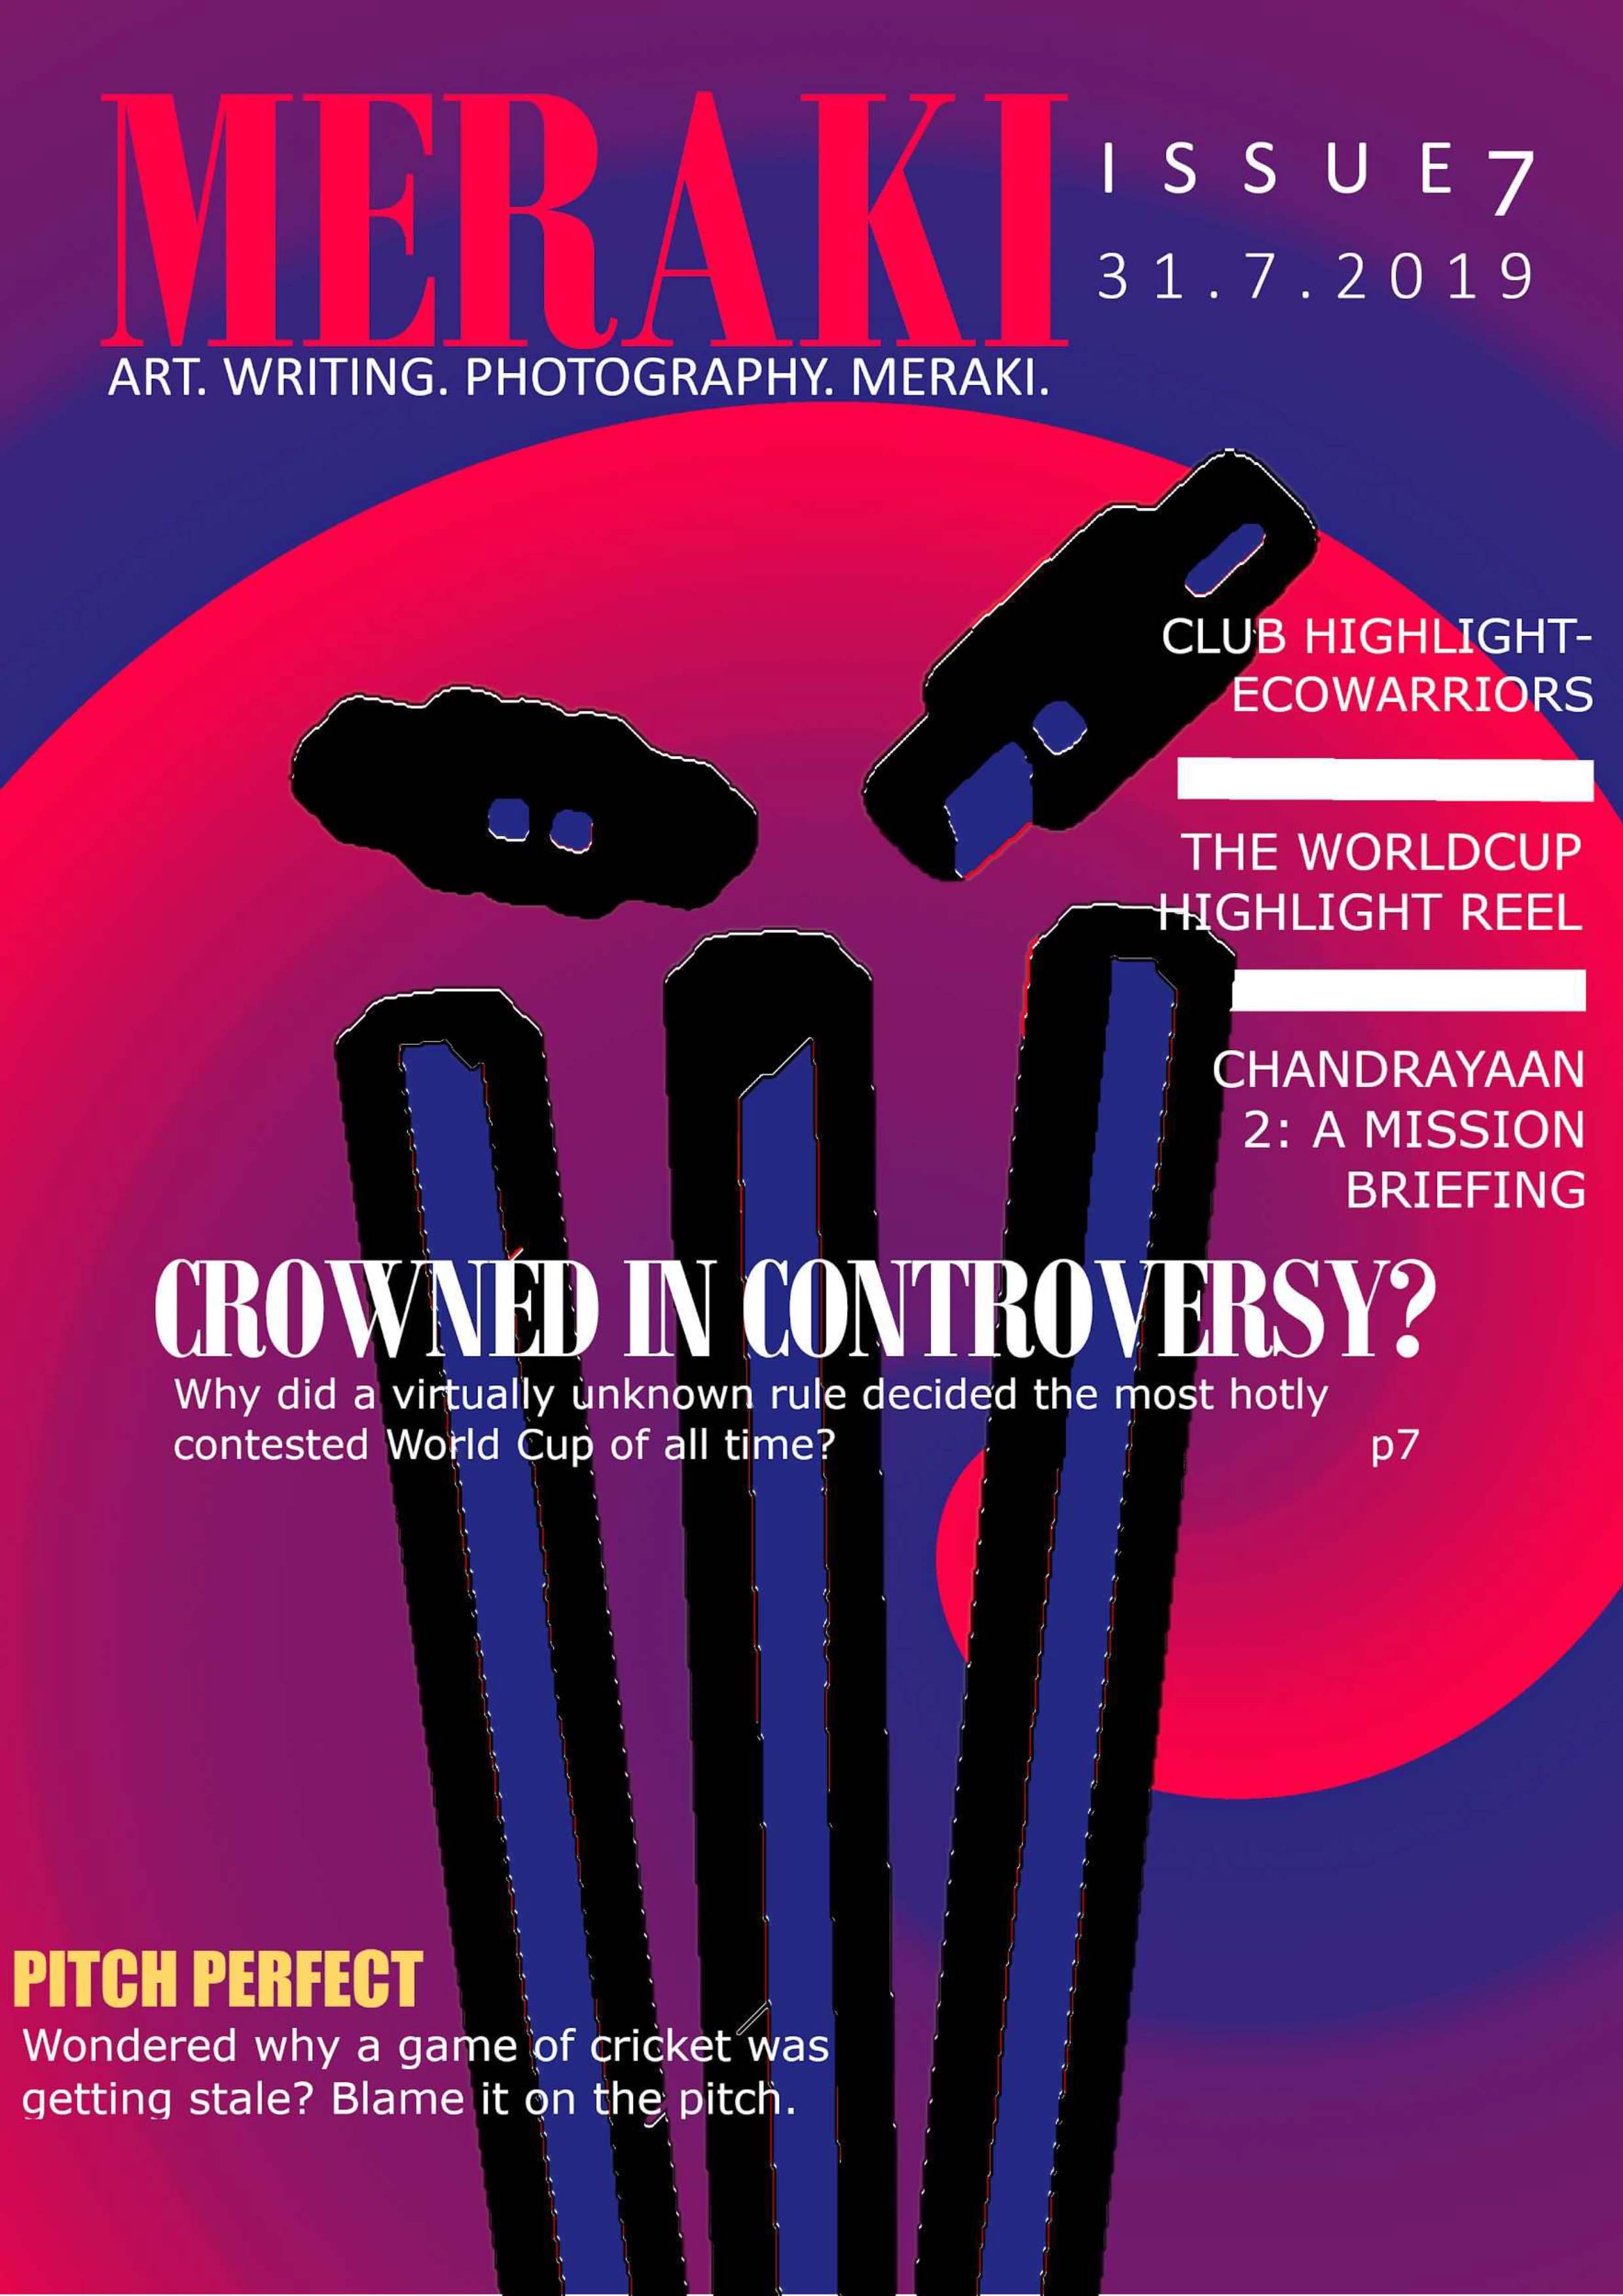 MERAKI
ISSUE 7
31.7.2019
ART. WRITING. PHOTOGRAPHY. MERAKI.
CLUB HIGHLIGHT-
ECOWARRIORS
THE WORLDCUP
HIGHLIGHT REEL
CHANDRAYAAN
2: A MISSION
BRIEFING
CROWNED IN CONTROVERSY?
Why did a virtually unknown rule decided the most hotly
contested World Cup of all time? p7
PITCH PERFECT
Wondered why a game of cricket was
getting stale? Blame it on the pitch.